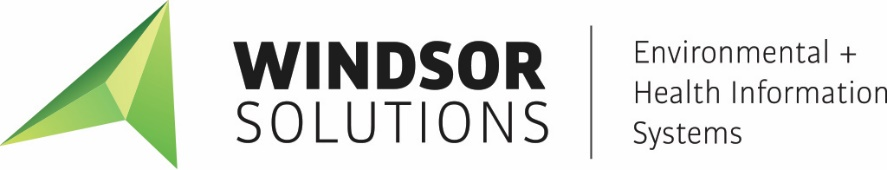 WINDSOR
SOLUTIONS
Environmental +
Health Information
Systems